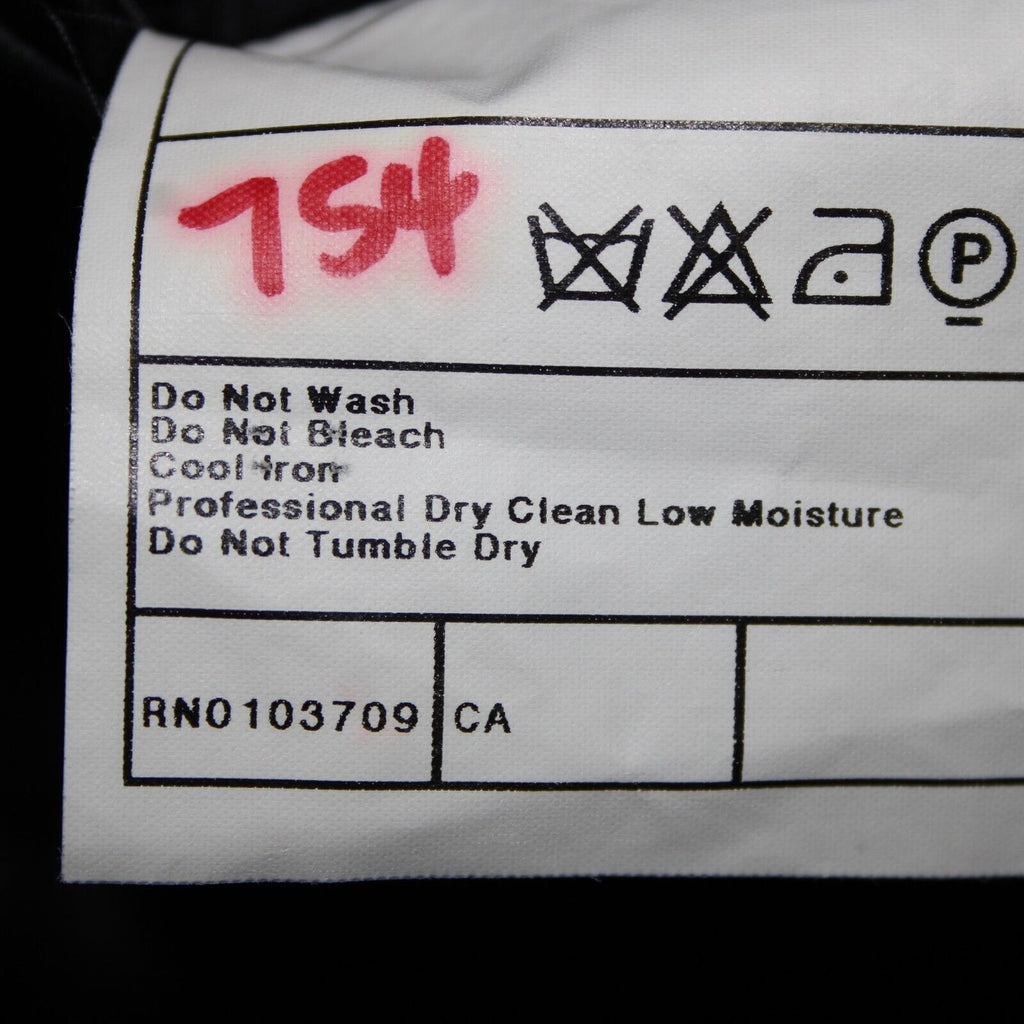 754
P
Do Not Wash
Do Not Bleach
Cool Iron
Professional Dry Clean Low Moisture
Do Not Tumble Dry
RN0103709 CA